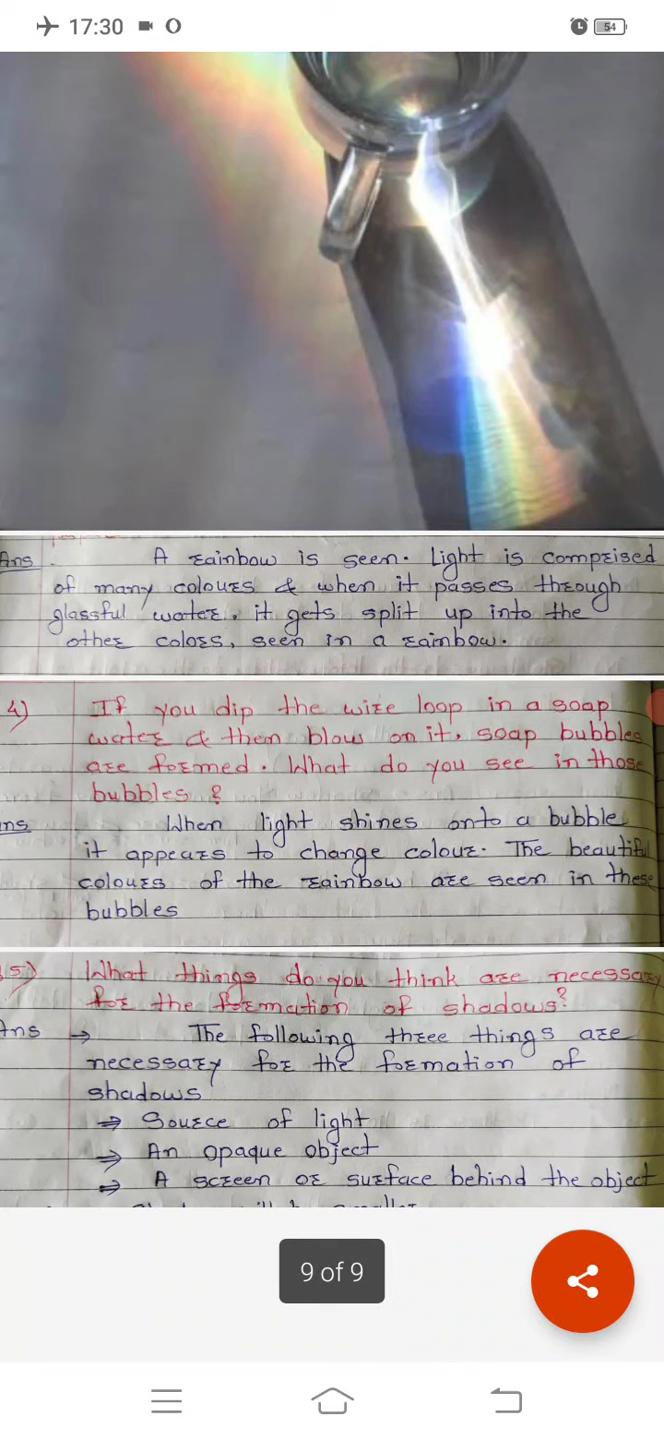 17:30
54
Ans. A rainbow is seen. Light is comprised
of many colours & when it passes through
glassful water, it gets split up into the
other colors, seen in a rainbow.
4) If you dip the wire loop in a soap
water & them blow on it, soap bubbles
are formed. What do you see in those
bubbles ?
ns When light shines onto a bubble
it appears to change colour. The beautiful
colours of the rainbow are seen in these
bubbles
5) What things do you think are necessary
for the formation of shadows?
Ans → The following three things are
necessary for the formation of
shadows
⇒ Source of light
⇒ An opaque object
⇒ A screen or surface behind the object
9 of 9